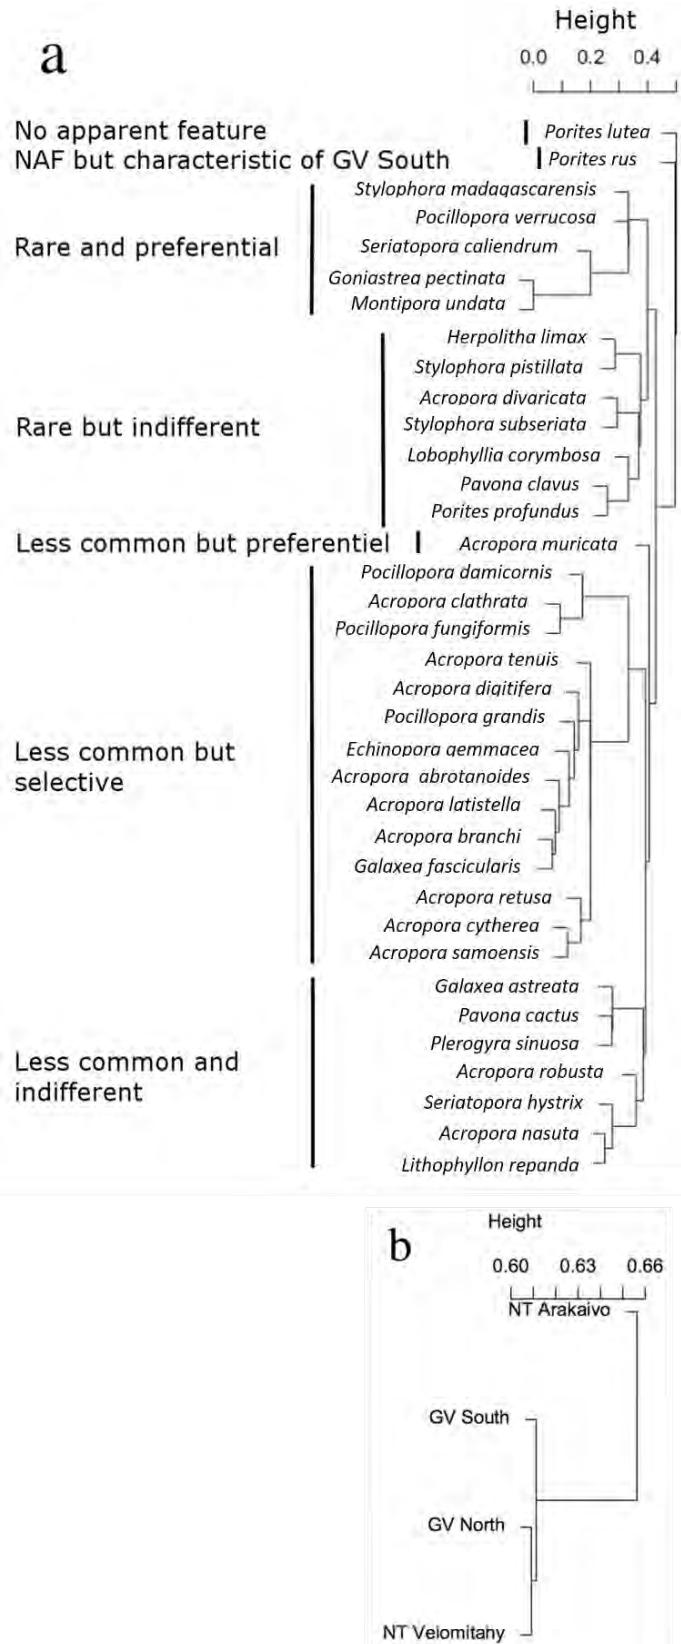 a
Height
0.0 0.2 0.4
No apparent feature
Porites lutea
NAF but characteristic of GV South
Porites rus
Rare and preferential
Stylophora madagascarensis
Pocillopora verrucosa
Seriatopora caliendrum
Goniastrea pectinata
Montipora undata
Rare but indifferent
Herpolitha limax
Stylophora pistillata
Acropora divaricata
Stylophora subseriata
Lobophyllia corymbosa
Pavona clavus
Porites profundus
Less common but preferentiel
Acropora muricata
Less common but
selective
Pocillopora damicornis
Acropora clathrata
Pocillopora fungiformis
Acropora tenuis
Acropora digitifera
Pocillopora grandis
Echinopora gemmacea
Acropora abrotanoides
Acropora latistella
Acropora branchi
Galaxea fascicularis
Acropora retusa
Acropora cytherea
Acropora samoensis
Less common and
indifferent
Galaxea astreata
Pavona cactus
Plerogyra sinuosa
Acropora robusta
Seriatopora hystrix
Acropora nasuta
Lithophyllon repanda
b
Height
0.60 0.63 0.66
NT Arakaivo
GV South
GV North
NT Velomitahy